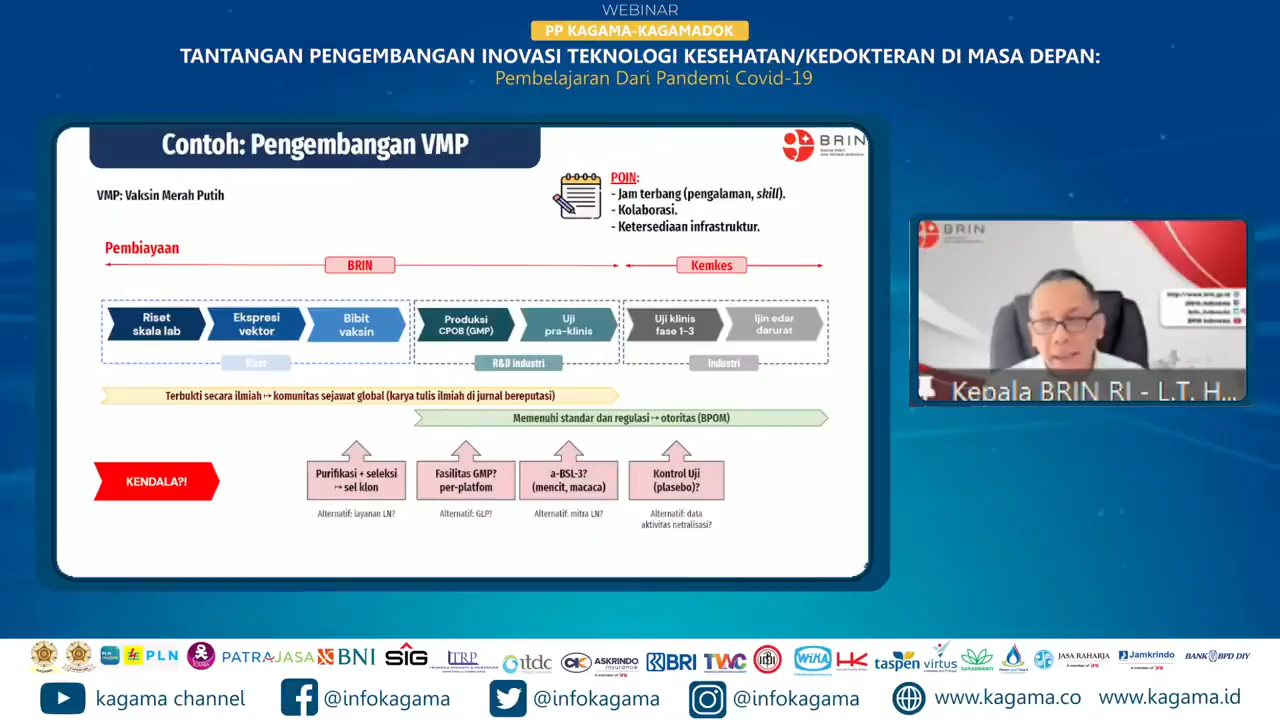 WEBINAR
PP KAGAMA-KAGAMADOK
TANTANGAN PENGEMBANGAN INOVASI TEKNOLOGI KESEHATAN/KEDOKTERAN DI MASA DEPAN:
Pembelajaran Dari Pandemi Covid-19
Contoh: Pengembangan VMP
BRIN
VMP: Vaksin Merah Putih
POIN:
- Jam terbang (pengalaman, skill).
- Kolaborasi.
- Ketersediaan infrastruktur.
Pembiayaan
BRIN
Kemkes
Riset skala lab
Ekspresi vektor
Bibit vaksin
Produksi CPOB (GMP)
Uji pra-klinis
Uji klinis fase 1-3
Ijin edar darurat
Riset
R&D industri
Industri
Terbukti secara ilmiah ↦ komunitas sejawat global (karya tulis ilmiah di jurnal bereputasi)
Memenuhi standar dan regulasi ↦ otoritas (BPOM)
KENDALA?!
Purifikasi + seleksi ↦ sel klon
Fasilitas GMP? per-platfom
a-BSL-3? (mencit, macaca)
Kontrol Uji (plasebo)?
Alternatif: layanan LN?
Alternatif: GLP?
Alternatif: mitra LN?
Alternatif: data aktivitas netralisasi?
BRIN
Kepala BRIN RI - L.T. H...
PLN
PATRA JASA
BNI
SIG
ITRP
itdc
ASKRINDO
insurance
BRI
TWC
WIKA
HK
taspen
virtus
SARASWANTI
JASA RAHARJA
Jamkrindo
BANK BPD DIY
kagama channel
@infokagama
@infokagama
@infokagama
www.kagama.co
www.kagama.id